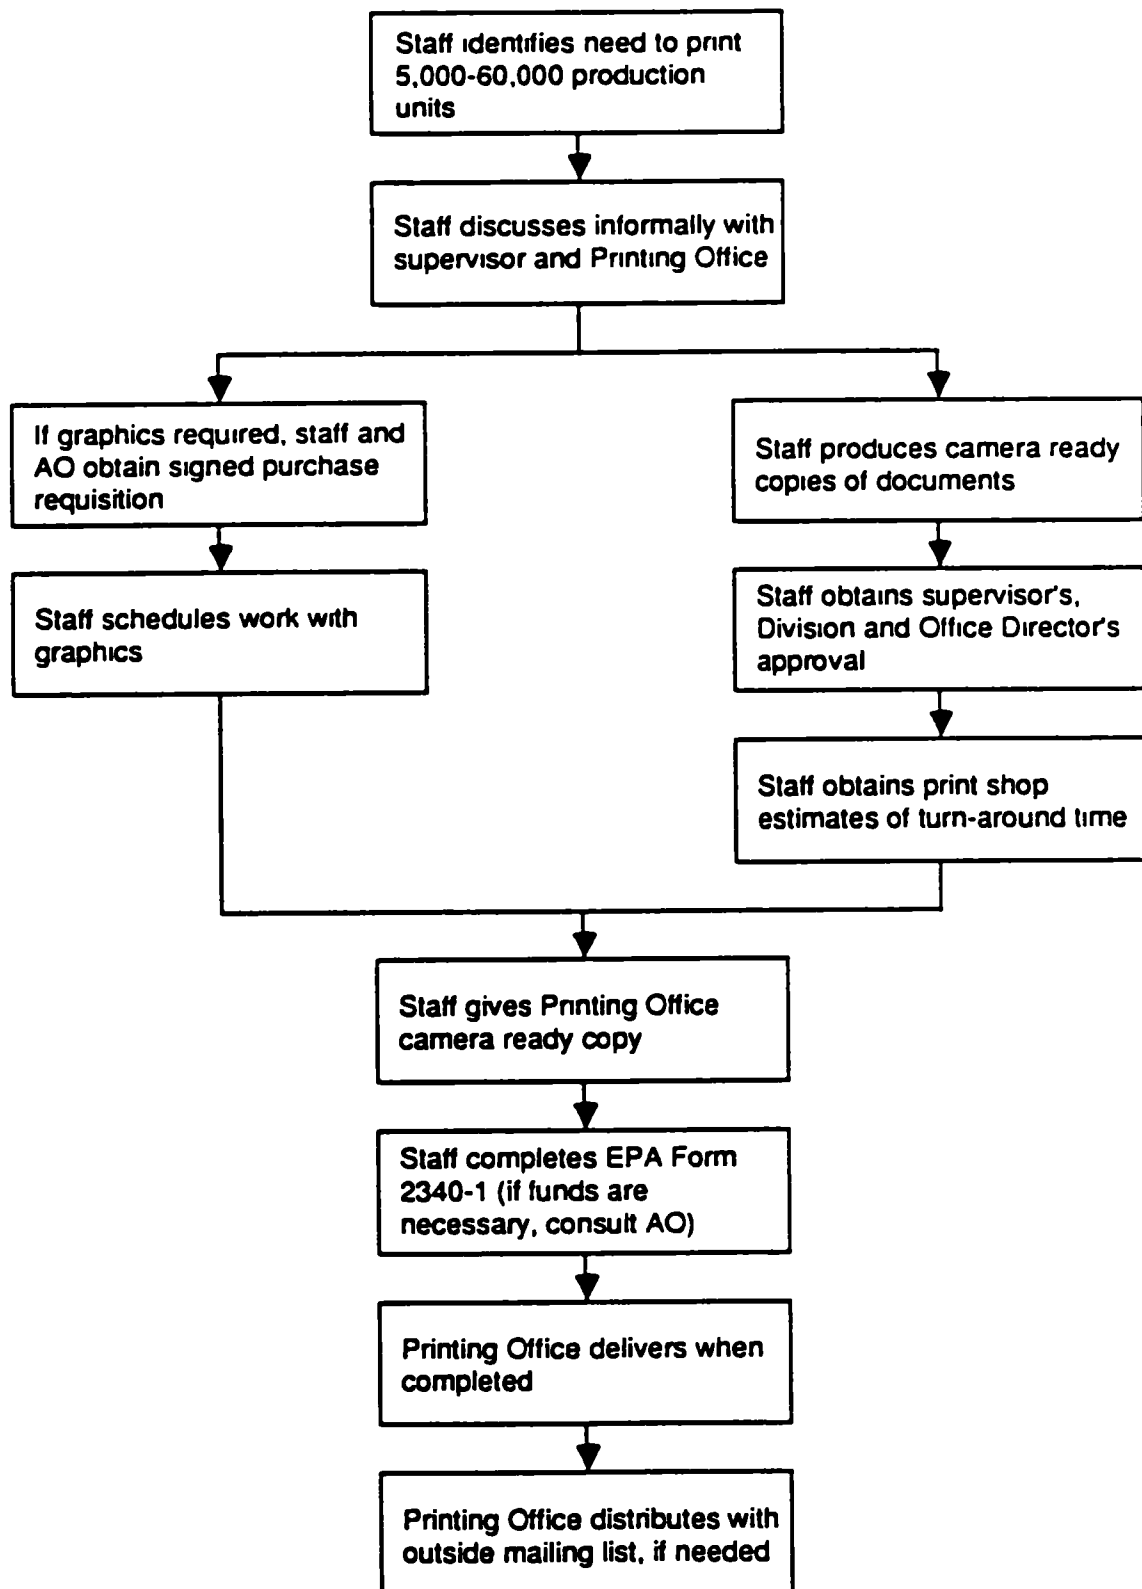 Staff identifies need to print
5,000-60,000 production
units
Staff discusses informally with
supervisor and Printing Office
If graphics required, staff and
AO obtain signed purchase
requisition
Staff schedules work with
graphics
Staff produces camera ready
copies of documents
Staff obtains supervisor's,
Division and Office Director's
approval
Staff obtains print shop
estimates of turn-around time
Staff gives Printing Office
camera ready copy
Staff completes EPA Form
2340-1 (if funds are
necessary, consult AO)
Printing Office delivers when
completed
Printing Office distributes with
outside mailing list, if needed